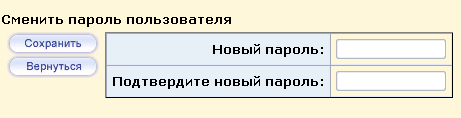 Сменить пароль пользователя
Сохранить
Вернуться
Новый пароль:
Подтвердите новый пароль: